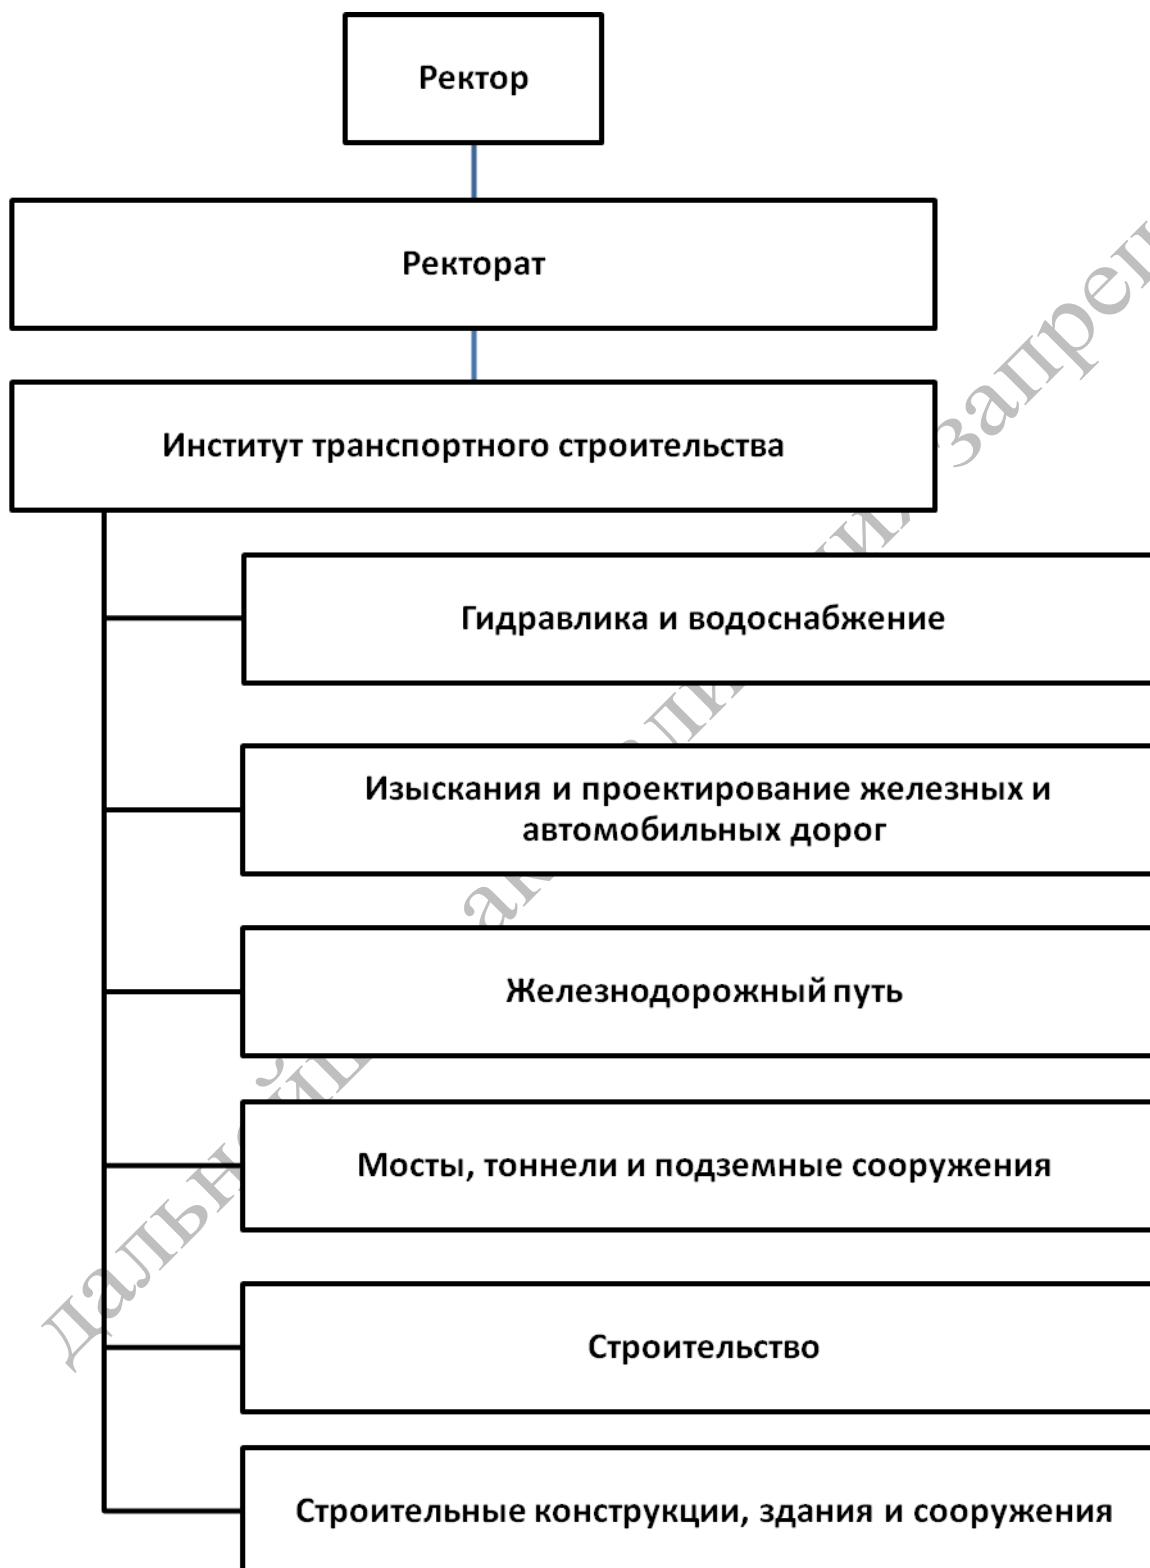 Ректор
Ректорат
Институт транспортного строительства
Гидравлика и водоснабжение
Изыскания и проектирование железных и
автомобильных дорог
Железнодорожный путь
Мосты, тоннели и подземные сооружения
Строительство
Строительные конструкции, здания и сооружения